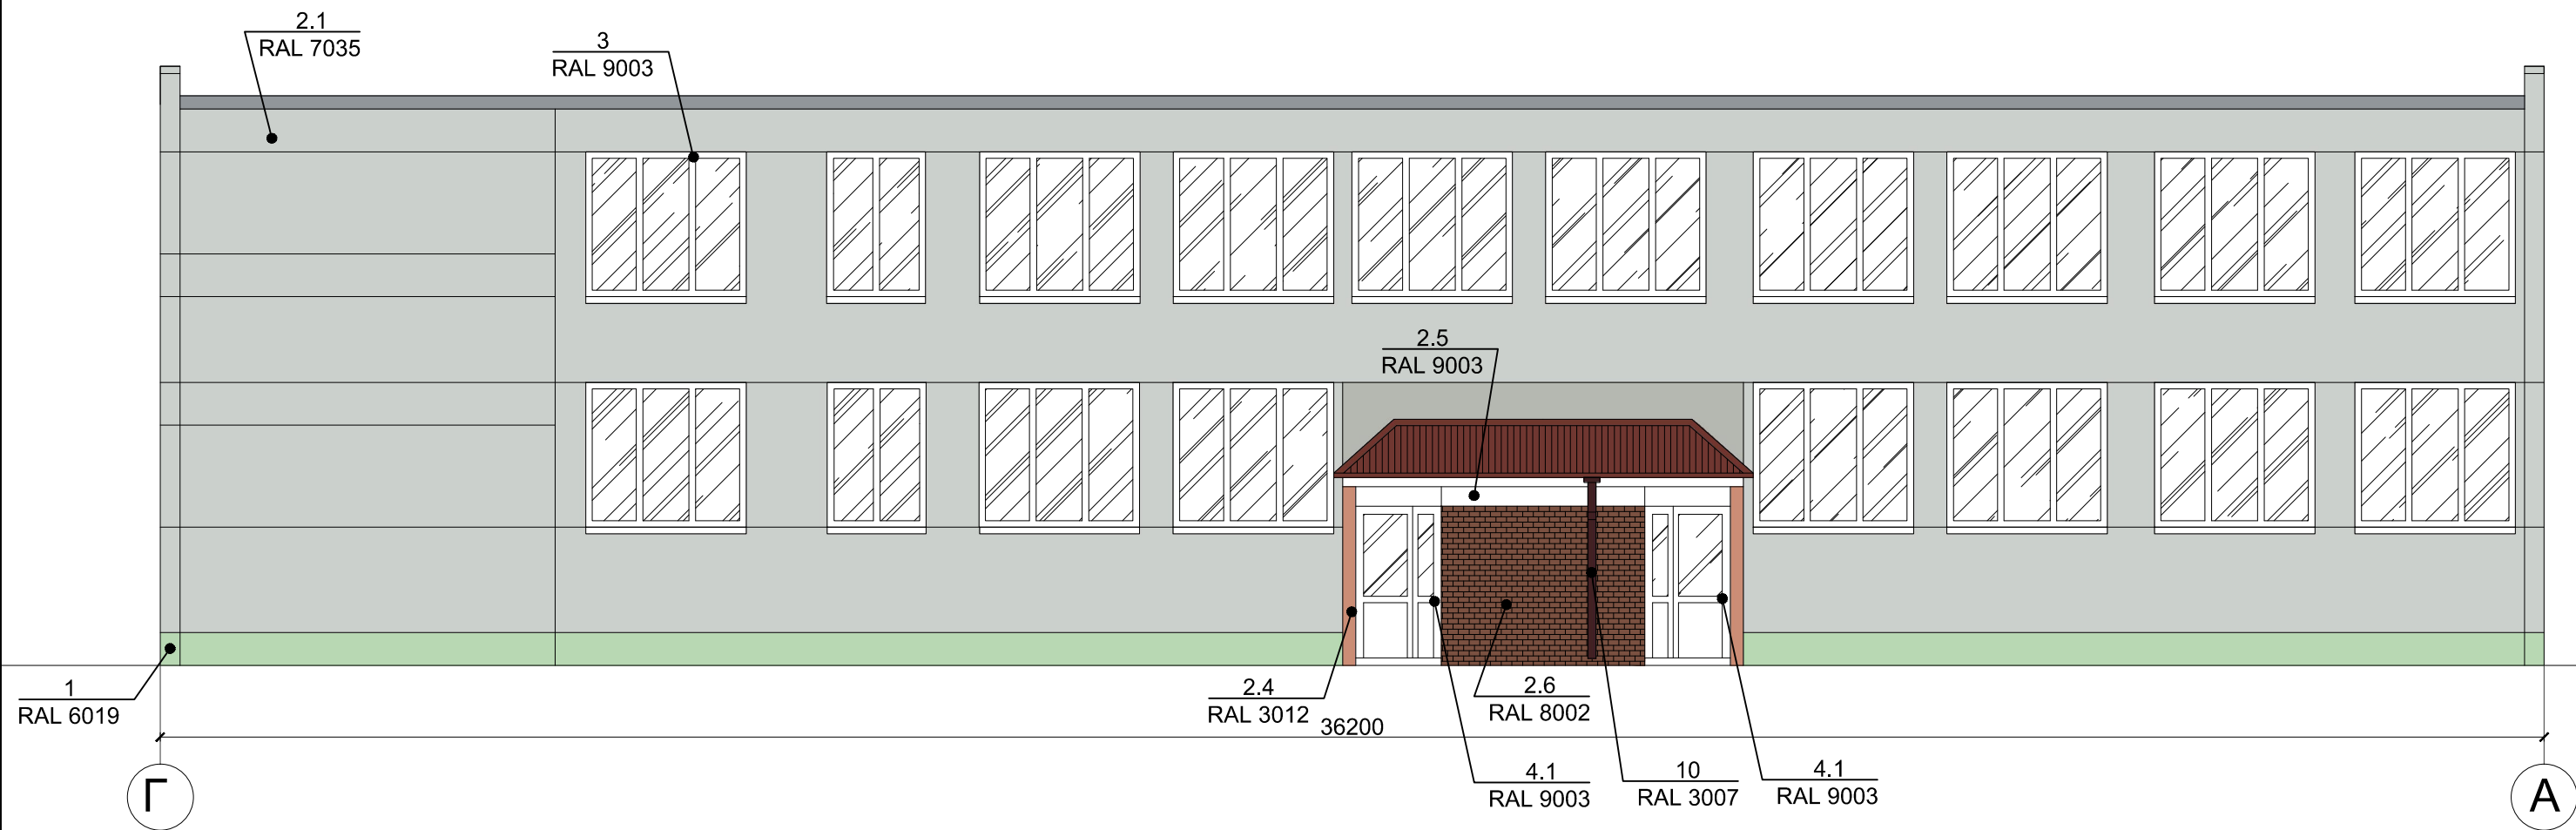 2.1
RAL 7035
3
RAL 9003
2.5
RAL 9003
1
RAL 6019
2.4
RAL 3012
2.6
RAL 8002
36200
4.1
RAL 9003
10
RAL 3007
4.1
RAL 9003
Г
А